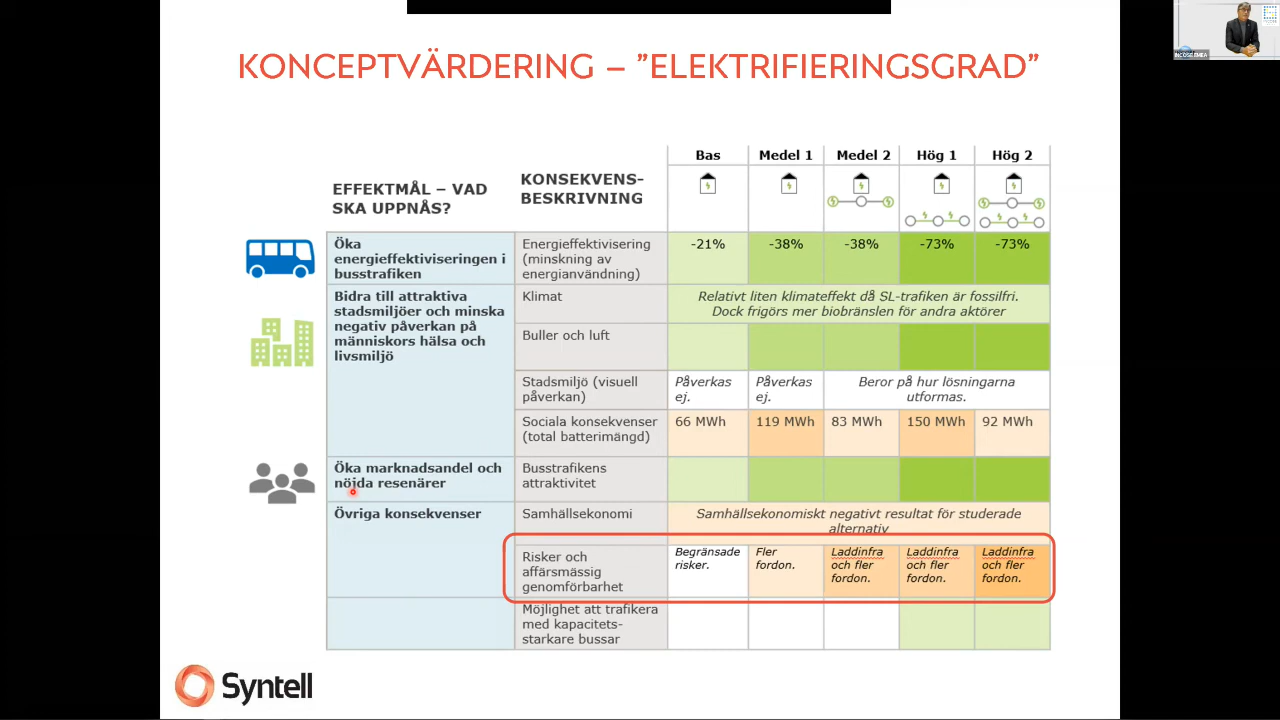 KONCEPTVÄRDERING – ”ELEKTRIFIERINGSGRAD”
EFFEKTMÅL – VAD
SKA UPPNÅS?
KONSEKVENS-
BESKRIVNING
Bas
Medel 1
Medel 2
Hög 1
Hög 2
Öka
energieffektiviseringen i
busstrafiken
Energieffektivisering
(minskning av
energianvändning)
-21%
-38%
-38%
-73%
-73%
Bidra till attraktiva
stadsmiljöer och minska
negativ påverkan på
människors hälsa och
livsmiljö
Klimat
Relativt liten klimateffekt då SL-trafiken är fossilfri.
Dock frigörs mer biobränslen för andra aktörer
Buller och luft
Stadsmiljö (visuell
påverkan)
Påverkas
ej.
Påverkas
ej.
Beror på hur lösningarna
utformas.
Sociala konsekvenser
(total batterimängd)
66 MWh
119 MWh
83 MWh
150 MWh
92 MWh
Öka marknadsandel och
nöjda resenärer
Busstrafikens
attraktivitet
Övriga konsekvenser
Samhällsekonomi
Samhällsekonomiskt negativt resultat för studerade
alternativ
Risker och
affärsmässig
genomförbarhet
Begränsade
risker.
Fler
fordon.
Laddinfra
och fler
fordon.
Laddinfra
och fler
fordon.
Laddinfra
och fler
fordon.
Möjlighet att trafikera
med kapacitets-
starkare bussar
Syntell